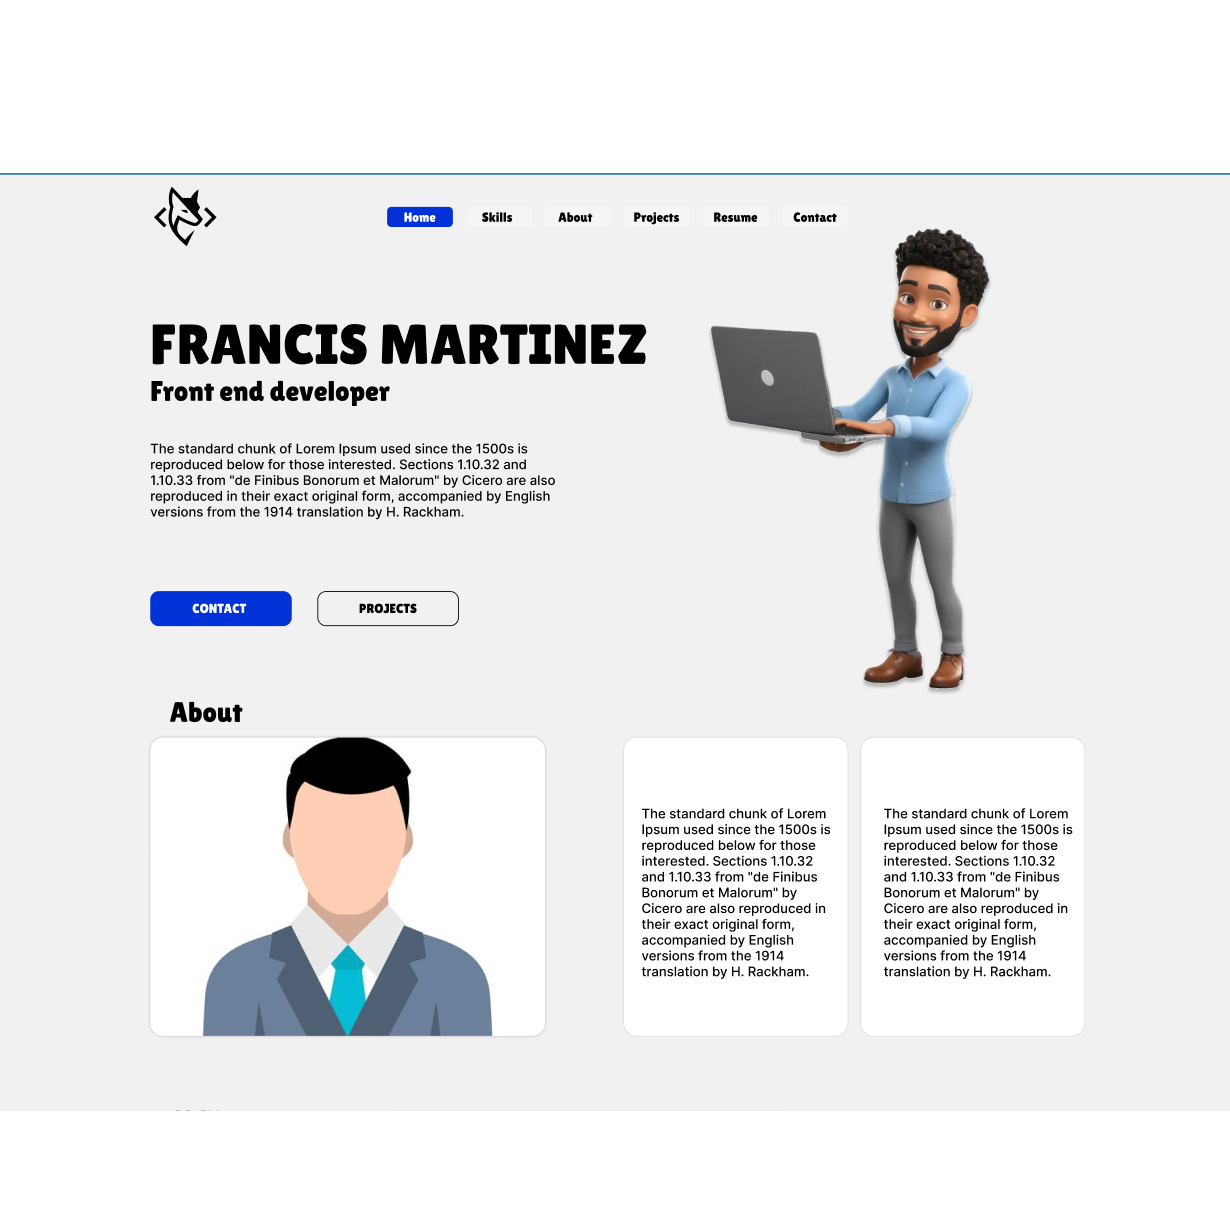 Home Skills About Projects Resume Contact
FRANCIS MARTINEZ
Front end developer
The standard chunk of Lorem Ipsum used since the 1500s is
reproduced below for those interested. Sections 1.10.32 and
1.10.33 from "de Finibus Bonorum et Malorum" by Cicero are also
reproduced in their exact original form, accompanied by English
versions from the 1914 translation by H. Rackham.
CONTACT PROJECTS
About
The standard chunk of Lorem
Ipsum used since the 1500s is
reproduced below for those
interested. Sections 1.10.32
and 1.10.33 from "de Finibus
Bonorum et Malorum" by
Cicero are also reproduced in
their exact original form,
accompanied by English
versions from the 1914
translation by H. Rackham.
The standard chunk of Lorem
Ipsum used since the 1500s is
reproduced below for those
interested. Sections 1.10.32
and 1.10.33 from "de Finibus
Bonorum et Malorum" by
Cicero are also reproduced in
their exact original form,
accompanied by English
versions from the 1914
translation by H. Rackham.